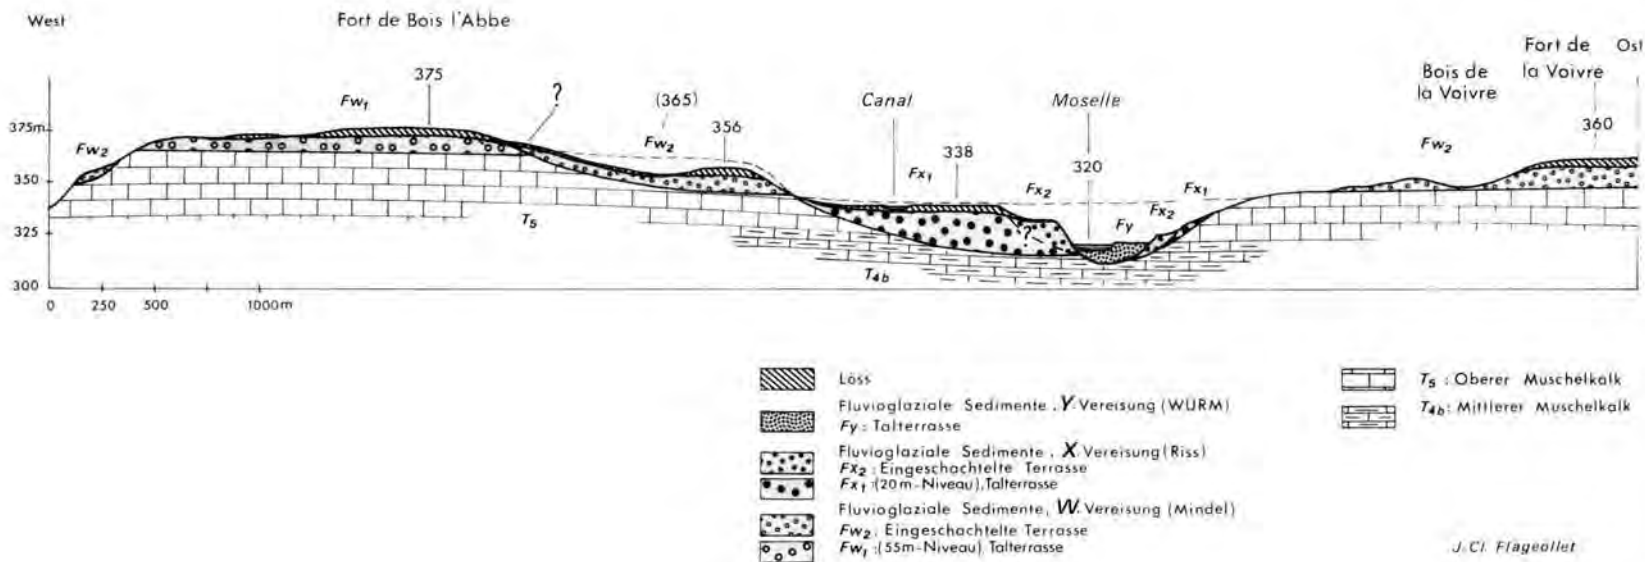 West
Fort de Bois l'Abbe
Fort de Ost
Bois de la Voivre
la Voivre
375
?
(365)
Canal
Moselle
Fw₁
375m
Fw₂
356
Fw₂
360
Fw₂
338
350
Fx₁
Fx₂
320
Fx₁
Fx₂
Fy
?
325
T₅
T₄b
300
0 250 500 1000m
Löss
Fluvioglaziale Sedimente, Y-Vereisung (WÜRM)
Fy: Talterrasse
Fluvioglaziale Sedimente, X-Vereisung (Riss)
Fx₂: Eingeschachtelte Terrasse
Fx₁: (20m-Niveau), Talterrasse
Fluvioglaziale Sedimente, W-Vereisung (Mindel)
Fw₂: Eingeschachtelte Terrasse
Fw₁: (55m-Niveau) Talterrasse
T₅: Oberer Muschelkalk
T₄b: Mittlerer Muschelkalk
J. Cl. Flageollet